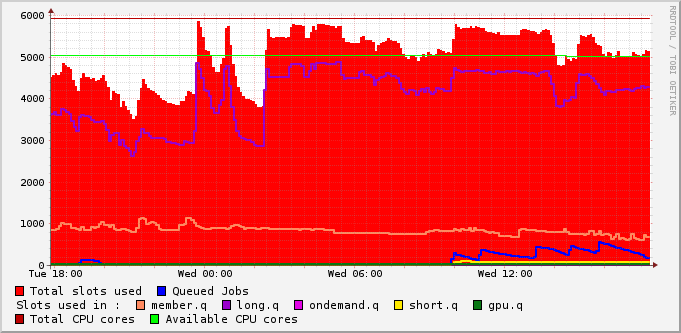 6000
5000
4000
3000
2000
1000
0
Tue 18:00 Wed 00:00 Wed 06:00 Wed 12:00
RRDTOOL / TOBI OETIKER
Total slots used Queued Jobs
Slots used in : member.q long.q ondemand.q short.q gpu.q
Total CPU cores Available CPU cores